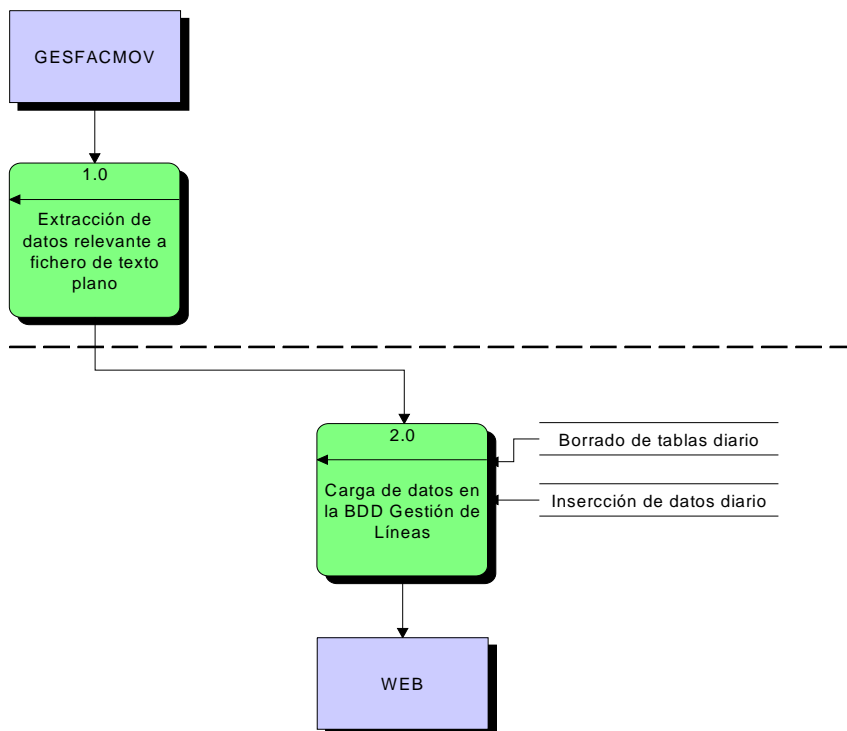 GESFACMOV
1.0
Extracción de
datos relevante a
fichero de texto
plano
2.0
Carga de datos en
la BDD Gestión de
Líneas
Borrado de tablas diario
Insercción de datos diario
WEB